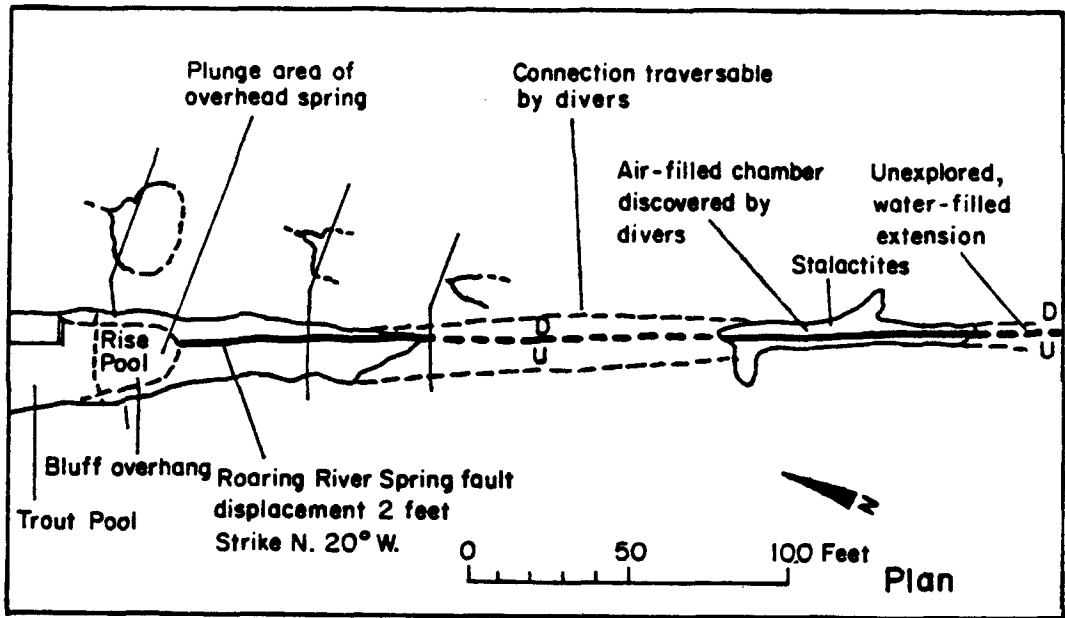 Plunge area of
overhead spring
Connection traversable
by divers
Air-filled chamber
discovered by
divers
Unexplored,
water-filled
extension
Stalactites
D
U
D
U
Rise
Pool
Bluff overhang
Trout Pool
Roaring River Spring fault
displacement 2 feet
Strike N. 20° W.
N
0 50 100 Feet
Plan